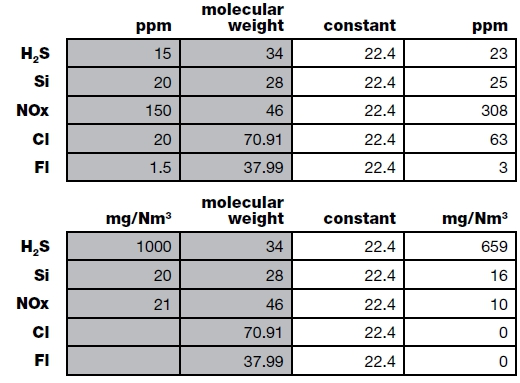 ppm molecular weight constant ppm
H₂S 15 34 22.4 23
Si 20 28 22.4 25
NOx 150 46 22.4 308
Cl 20 70.91 22.4 63
Fl 1.5 37.99 22.4 3
mg/Nm³ molecular weight constant mg/Nm³
H₂S 1000 34 22.4 659
Si 20 28 22.4 16
NOx 21 46 22.4 10
Cl 70.91 22.4 0
Fl 37.99 22.4 0